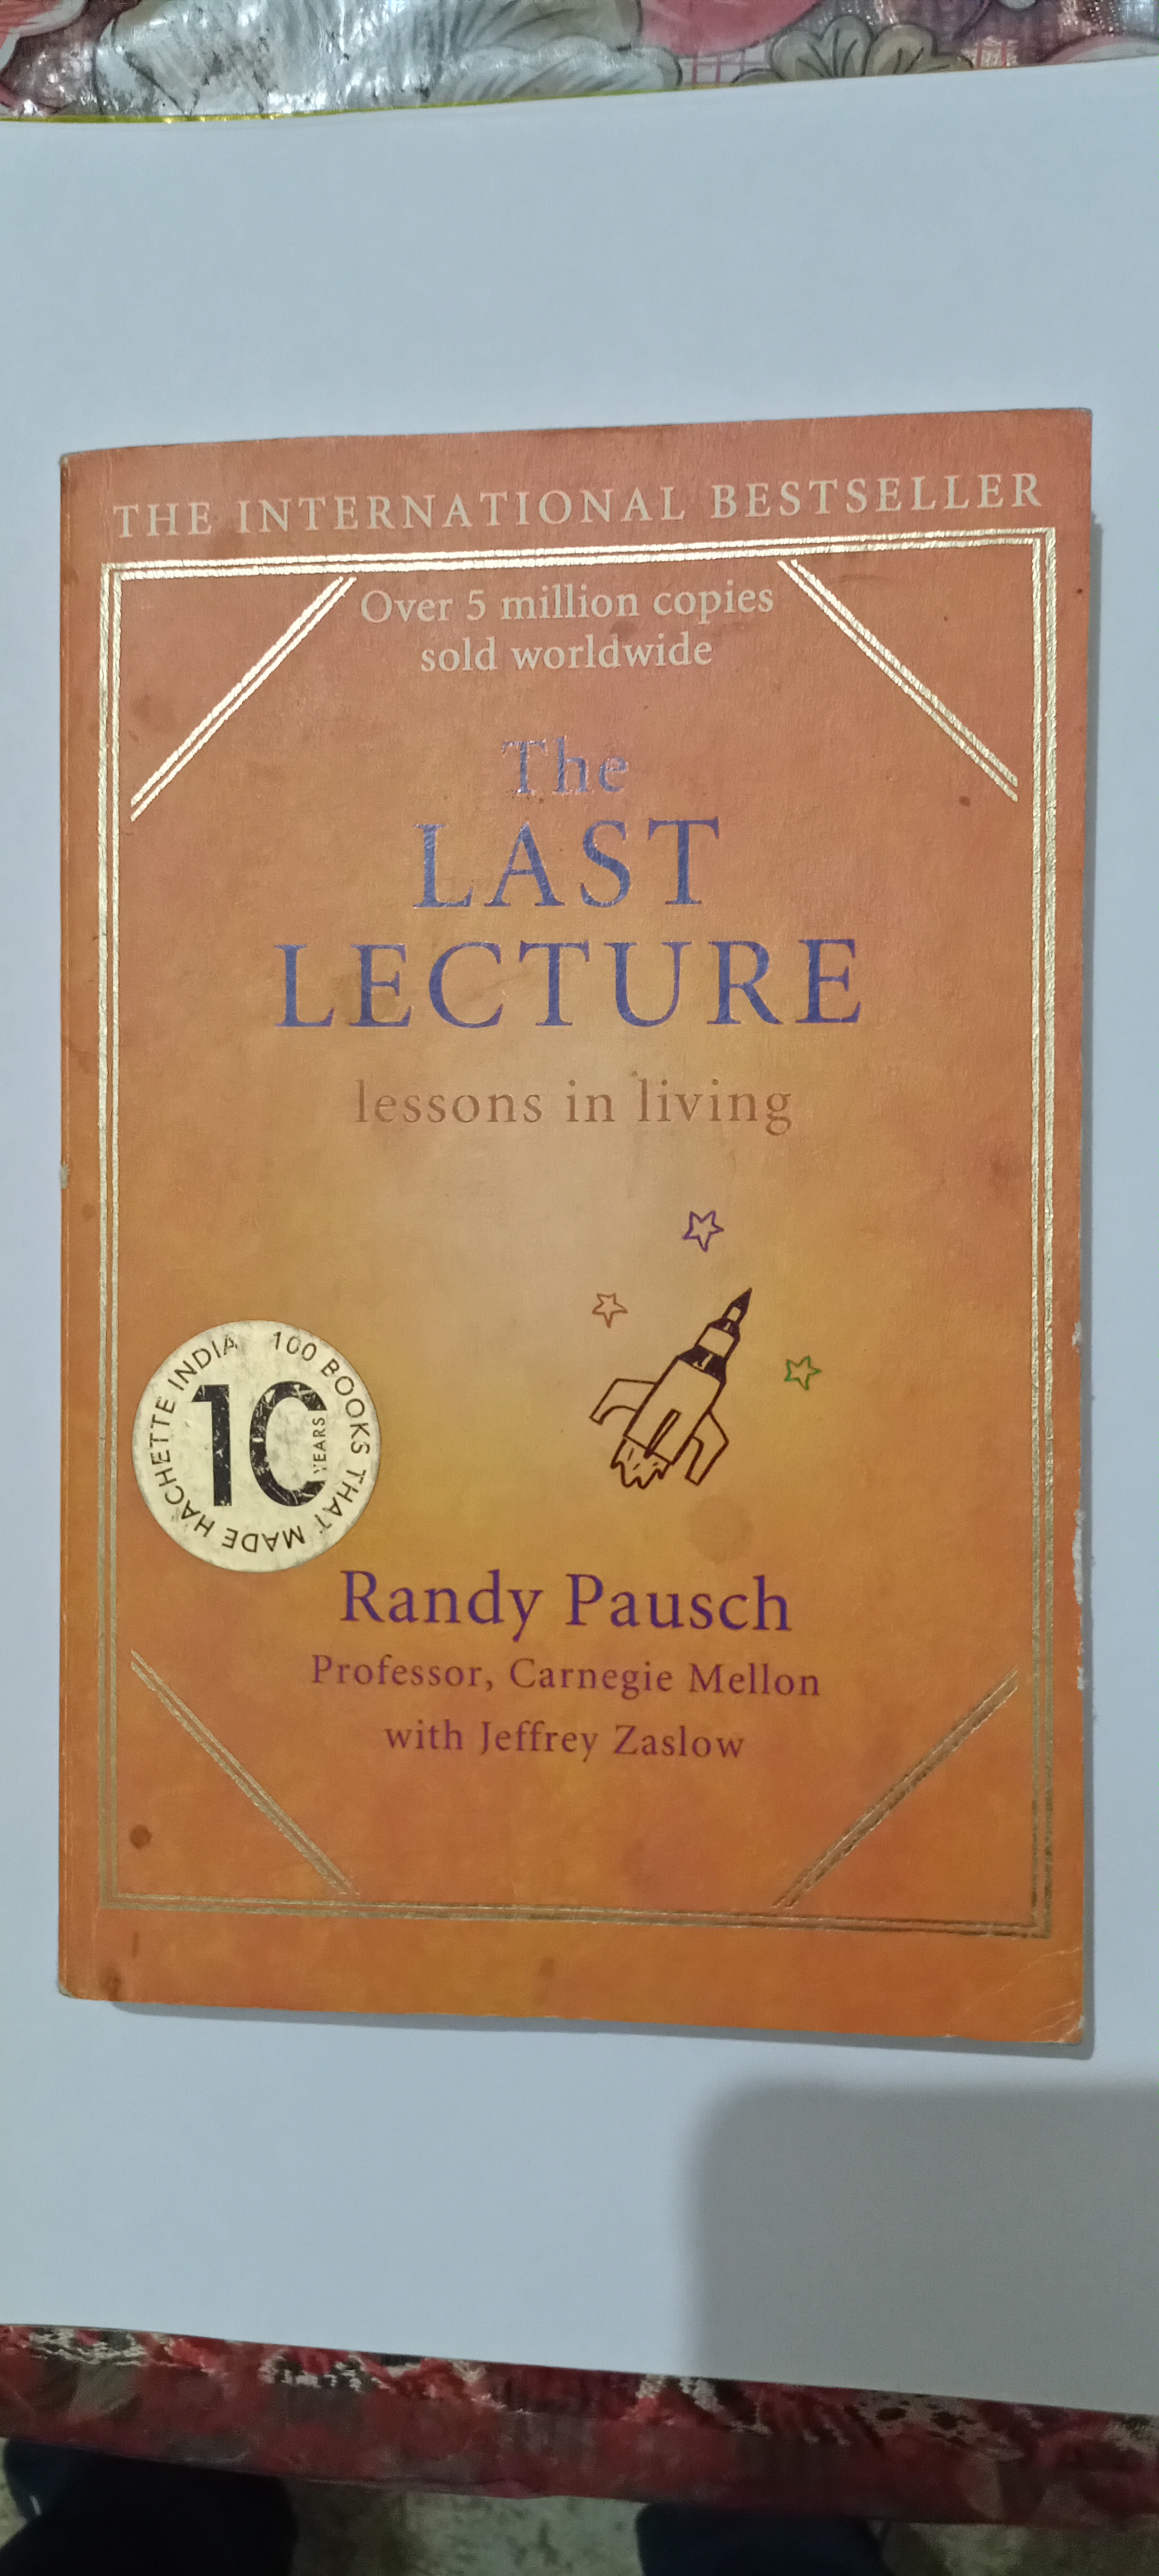 THE INTERNATIONAL BESTSELLER
Over 5 million copies
sold worldwide
The
LAST
LECTURE
lessons in living
HACHETTE INDIA 100 BOOKS THAT MADE
10
YEARS
Randy Pausch
Professor, Carnegie Mellon
with Jeffrey Zaslow